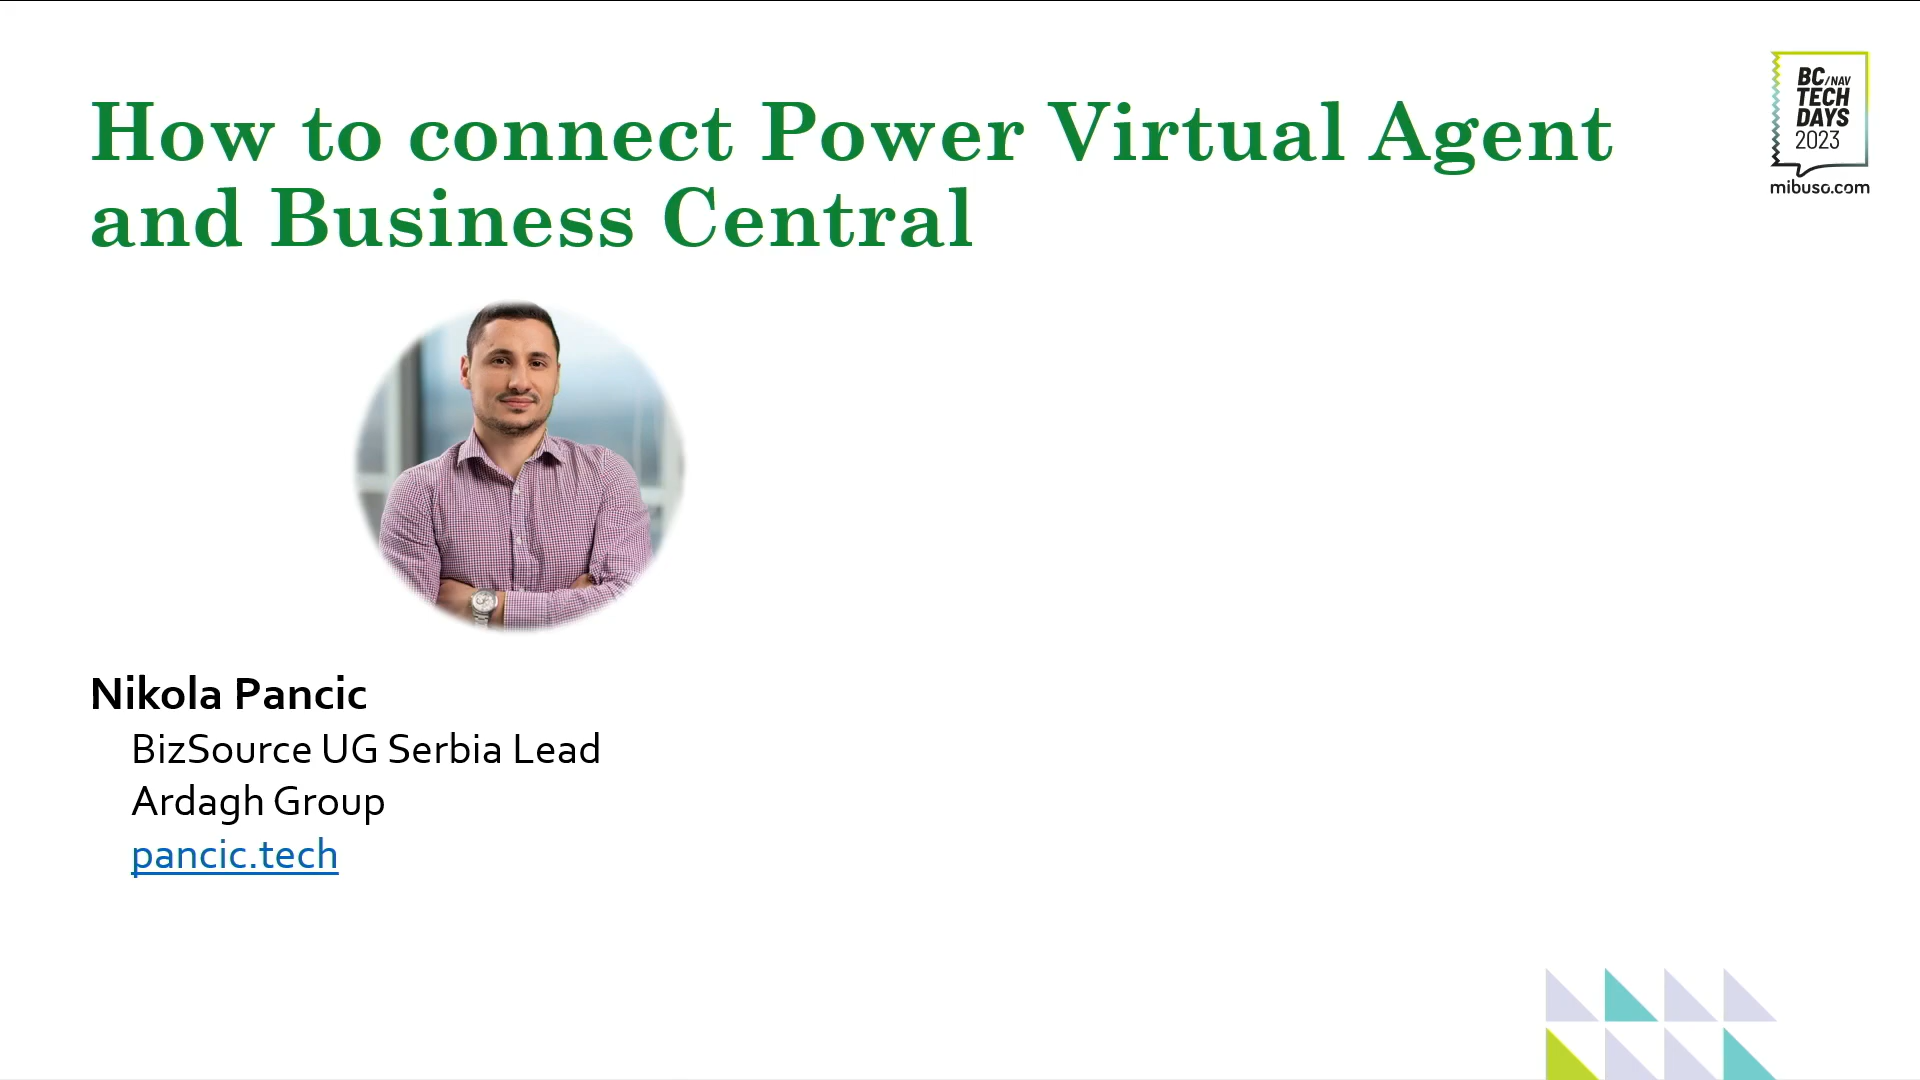 How to connect Power Virtual Agent
and Business Central
BC/NAV
TECH
DAYS
2023
mibuso.com
Nikola Pancic
BizSource UG Serbia Lead
Ardagh Group
pancic.tech